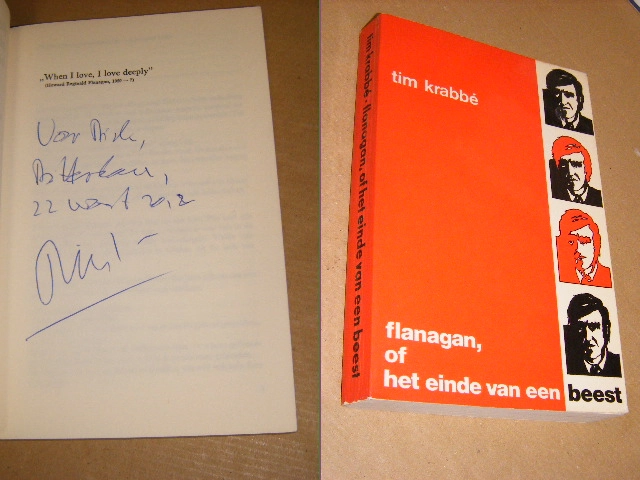 „When I love, I love deeply"
Voor Dirk,
22 maart 2012
tim krabbé - flanagan, of het einde van een beest
tim krabbé
flanagan,
of
het einde van een beest